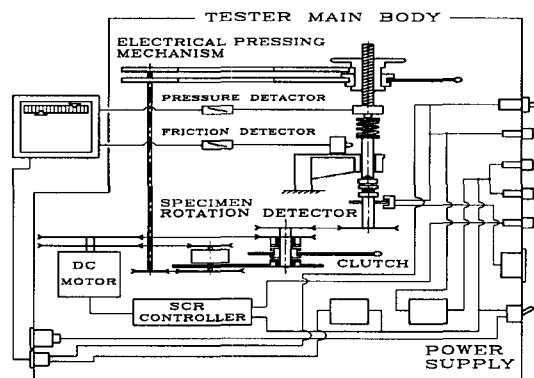 TESTER MAIN BODY
ELECTRICAL PRESSING
MECHANISM
PRESSURE DETACTOR
FRICTION DETECTOR
SPECIMEN
ROTATION DETECTOR
CLUTCH
DC
MOTOR
SCR
CONTROLLER
POWER
SUPPLY